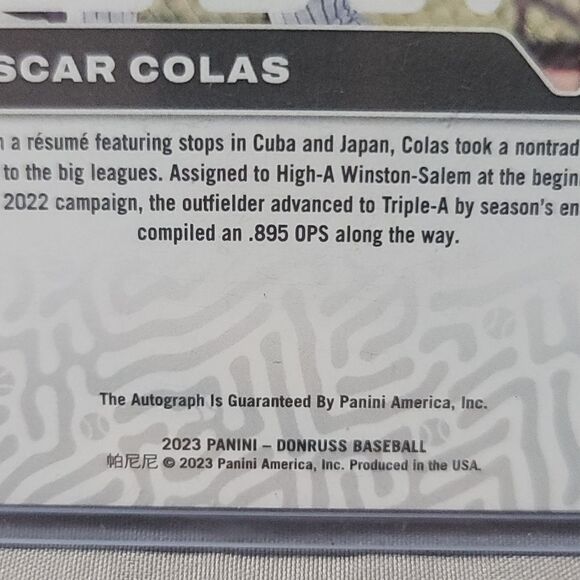 SCAR COLAS
a résumé featuring stops in Cuba and Japan, Colas took a nontrad
to the big leagues. Assigned to High-A Winston-Salem at the begin
2022 campaign, the outfielder advanced to Triple-A by season's en
compiled an .895 OPS along the way.
The Autograph Is Guaranteed By Panini America, Inc.
2023 PANINI – DONRUSS BASEBALL
帕尼尼 © 2023 Panini America, Inc. Produced in the USA.